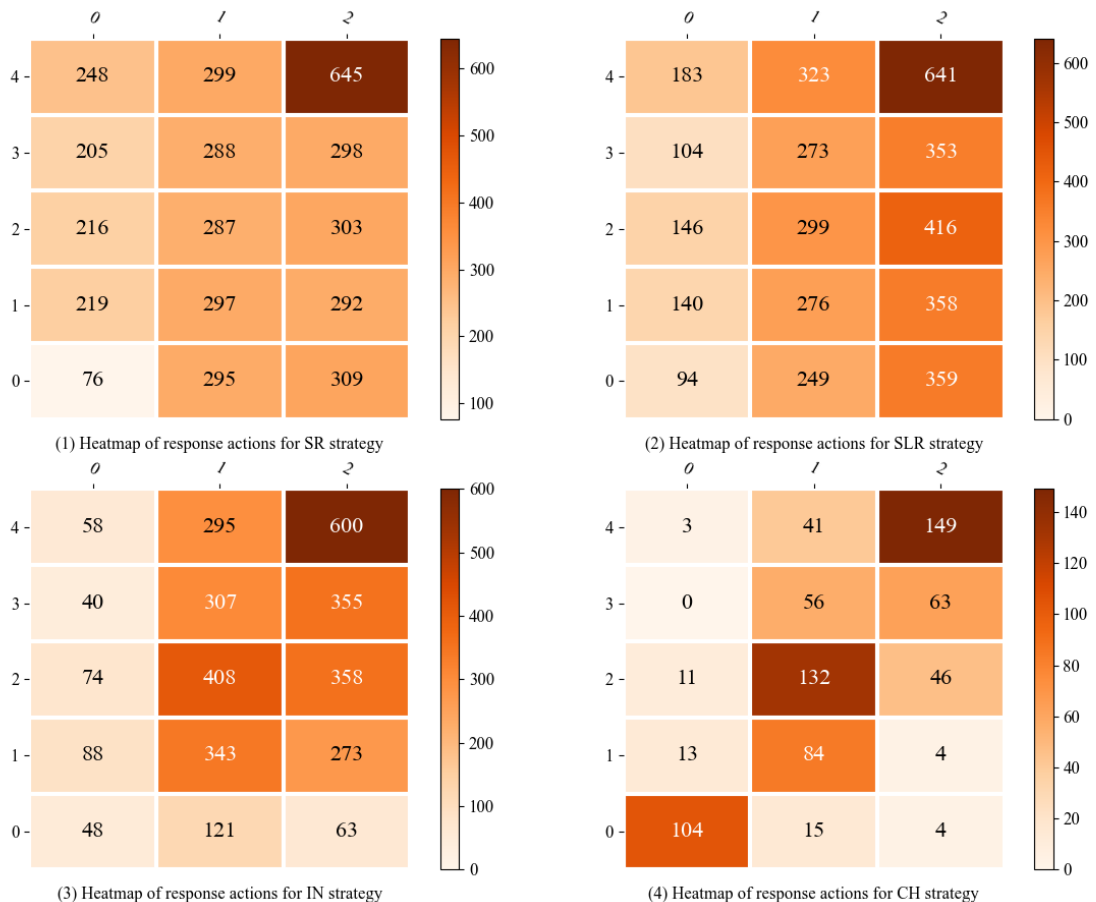 0 1 2
4 248 299 645
3 205 288 298
2 216 287 303
1 219 297 292
0 76 295 309
600
500
400
300
200
100
(1) Heatmap of response actions for SR strategy
0 1 2
4 183 323 641
3 104 273 353
2 146 299 416
1 140 276 358
0 94 249 359
600
500
400
300
200
100
0
(2) Heatmap of response actions for SLR strategy
0 1 2
4 58 295 600
3 40 307 355
2 74 408 358
1 88 343 273
0 48 121 63
600
500
400
300
200
100
0
(3) Heatmap of response actions for IN strategy
0 1 2
4 3 41 149
3 0 56 63
2 11 132 46
1 13 84 4
0 104 15 4
140
120
100
80
60
40
20
0
(4) Heatmap of response actions for CH strategy